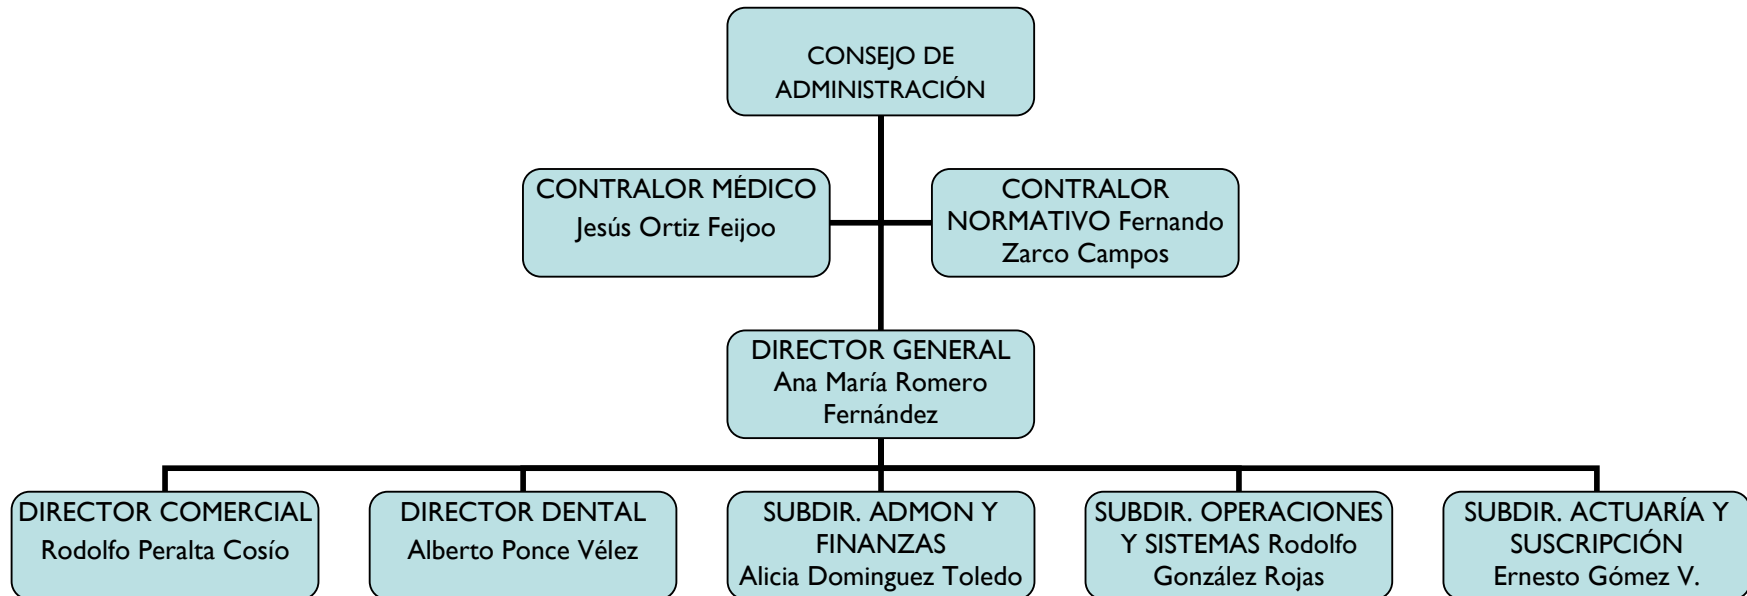 CONSEJO DE
ADMINISTRACIÓN
CONTRALOR MÉDICO
Jesús Ortiz Feijoo
CONTRALOR
NORMATIVO Fernando
Zarco Campos
DIRECTOR GENERAL
Ana María Romero
Fernández
DIRECTOR COMERCIAL
Rodolfo Peralta Cosío
DIRECTOR DENTAL
Alberto Ponce Vélez
SUBDIR. ADMON Y
FINANZAS
Alicia Dominguez Toledo
SUBDIR. OPERACIONES
Y SISTEMAS Rodolfo
González Rojas
SUBDIR. ACTUARÍA Y
SUSCRIPCIÓN
Ernesto Gómez V.